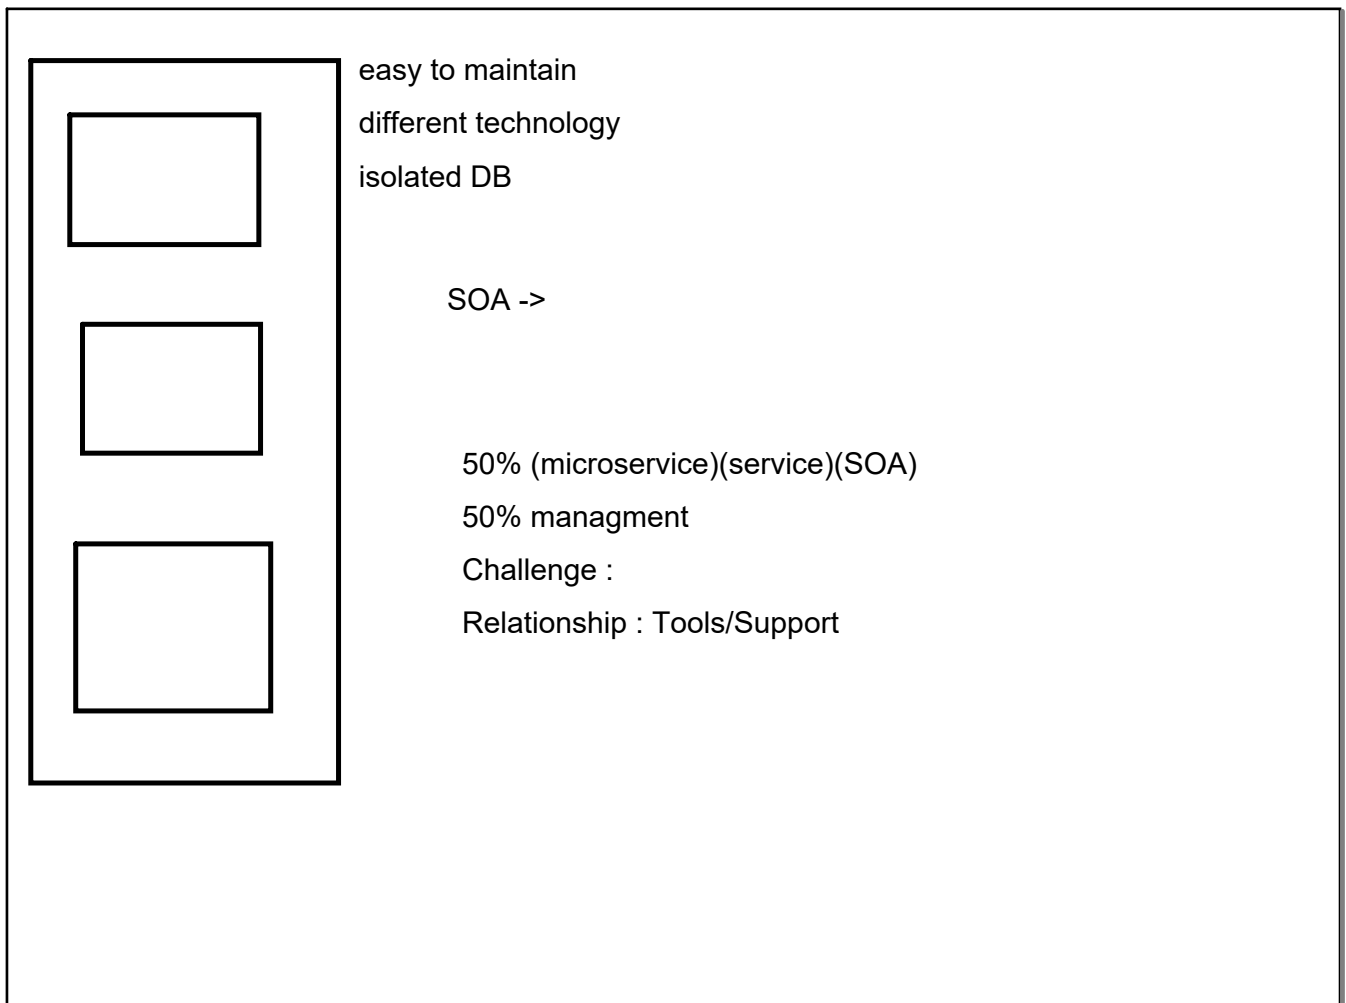 easy to maintain
different technology
isolated DB
SOA ->
50% (microservice)(service)(SOA)
50% managment
Challenge :
Relationship : Tools/Support